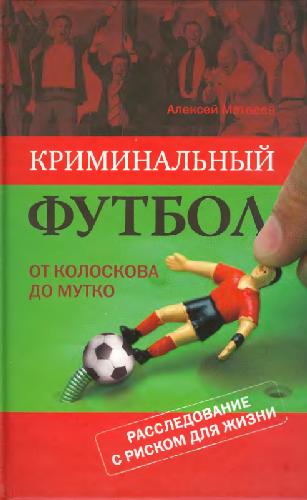 Алексей Матвеев
КРИМИНАЛЬНЫЙ
ФУТБОЛ
ОТ КОЛОСКОВА
ДО МУТКО
РАССЛЕДОВАНИЕ
С РИСКОМ ДЛЯ ЖИЗНИ